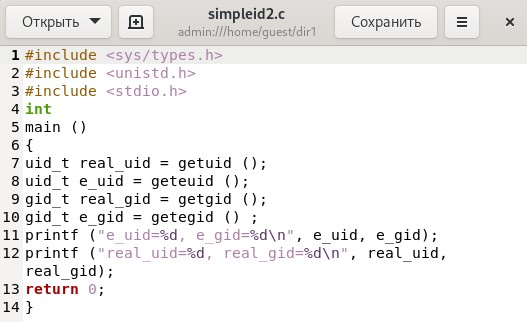 Открыть
simpleid2.c
admin:///home/guest/dir1
Сохранить
1 #include <sys/types.h>
2 #include <unistd.h>
3 #include <stdio.h>
4 int
5 main ()
6 {
7 uid_t real_uid = getuid ();
8 uid_t e_uid = geteuid ();
9 gid_t real_gid = getgid ();
10 gid_t e_gid = getegid () ;
11 printf ("e_uid=%d, e_gid=%d\n", e_uid, e_gid);
12 printf ("real_uid=%d, real_gid=%d\n", real_uid,
real_gid);
13 return 0;
14 }